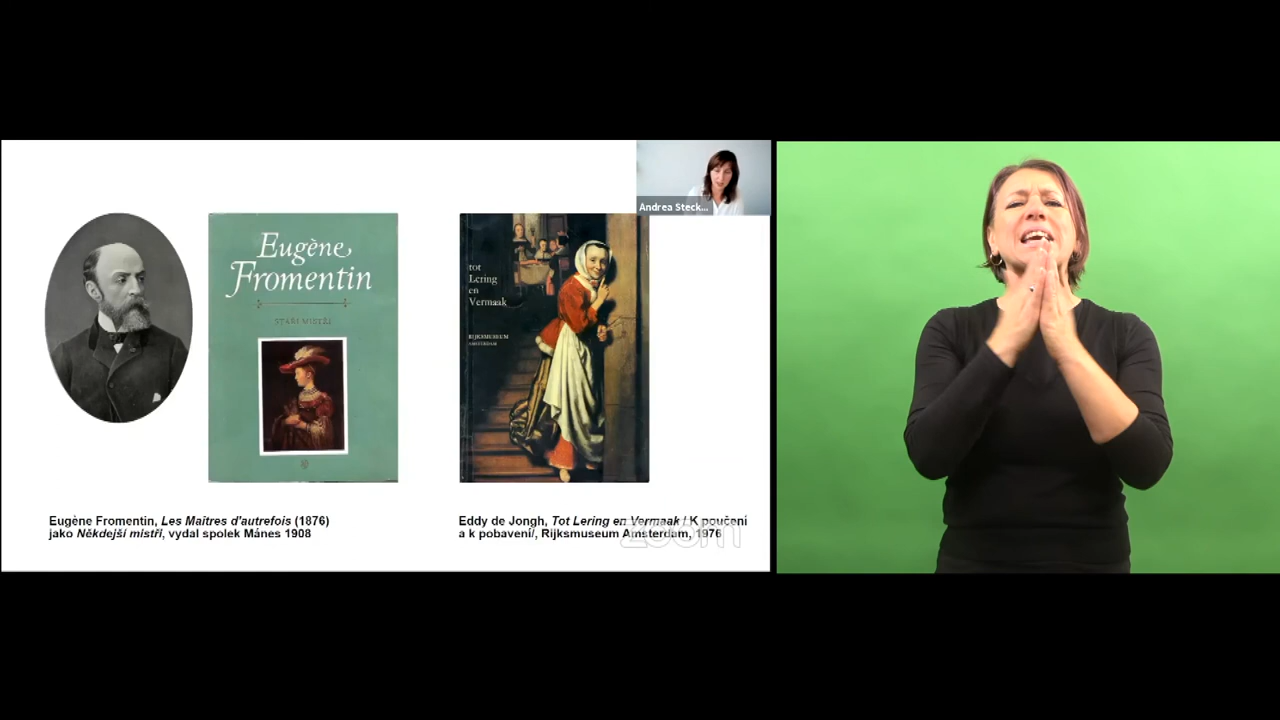 Andrea Steck...
Eugène
Fromentin
STAŘÍ MISTŘI
tot
Lering
en
Vermaak
RIJKSMUSEUM
AMSTERDAM
Eugène Fromentin, Les Maîtres d'autrefois (1876)
jako Někdejší mistři, vydal spolek Mánes 1908
Eddy de Jongh, Tot Lering en Vermaak /K poučení
a k pobavení/, Rijksmuseum Amsterdam, 1976
zoom